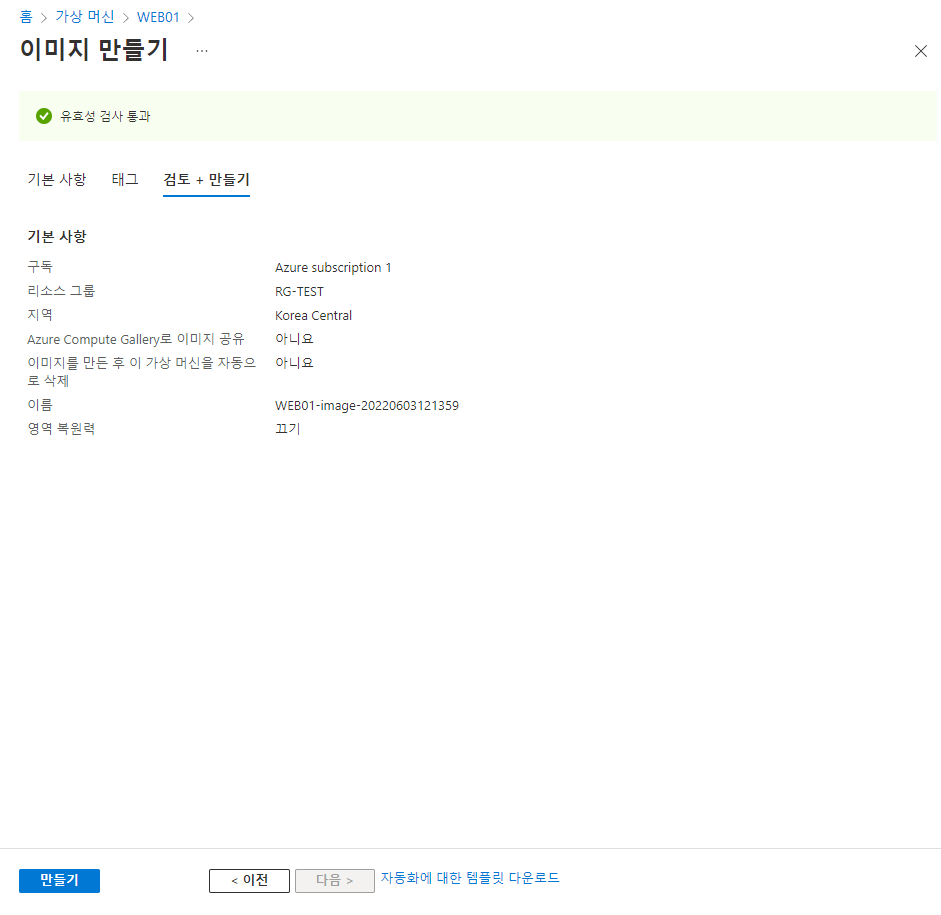 홈 > 가상 머신 > WEB01 >
이미지 만들기 ...
유효성 검사 통과
기본 사항 태그 검토 + 만들기
기본 사항
구독 Azure subscription 1
리소스 그룹 RG-TEST
지역 Korea Central
Azure Compute Gallery로 이미지 공유 아니요
이미지를 만든 후 이 가상 머신을 자동으 아니요
로 삭제
이름 WEB01-image-20220603121359
영역 복원력 끄기
만들기 < 이전 다음 > 자동화에 대한 템플릿 다운로드